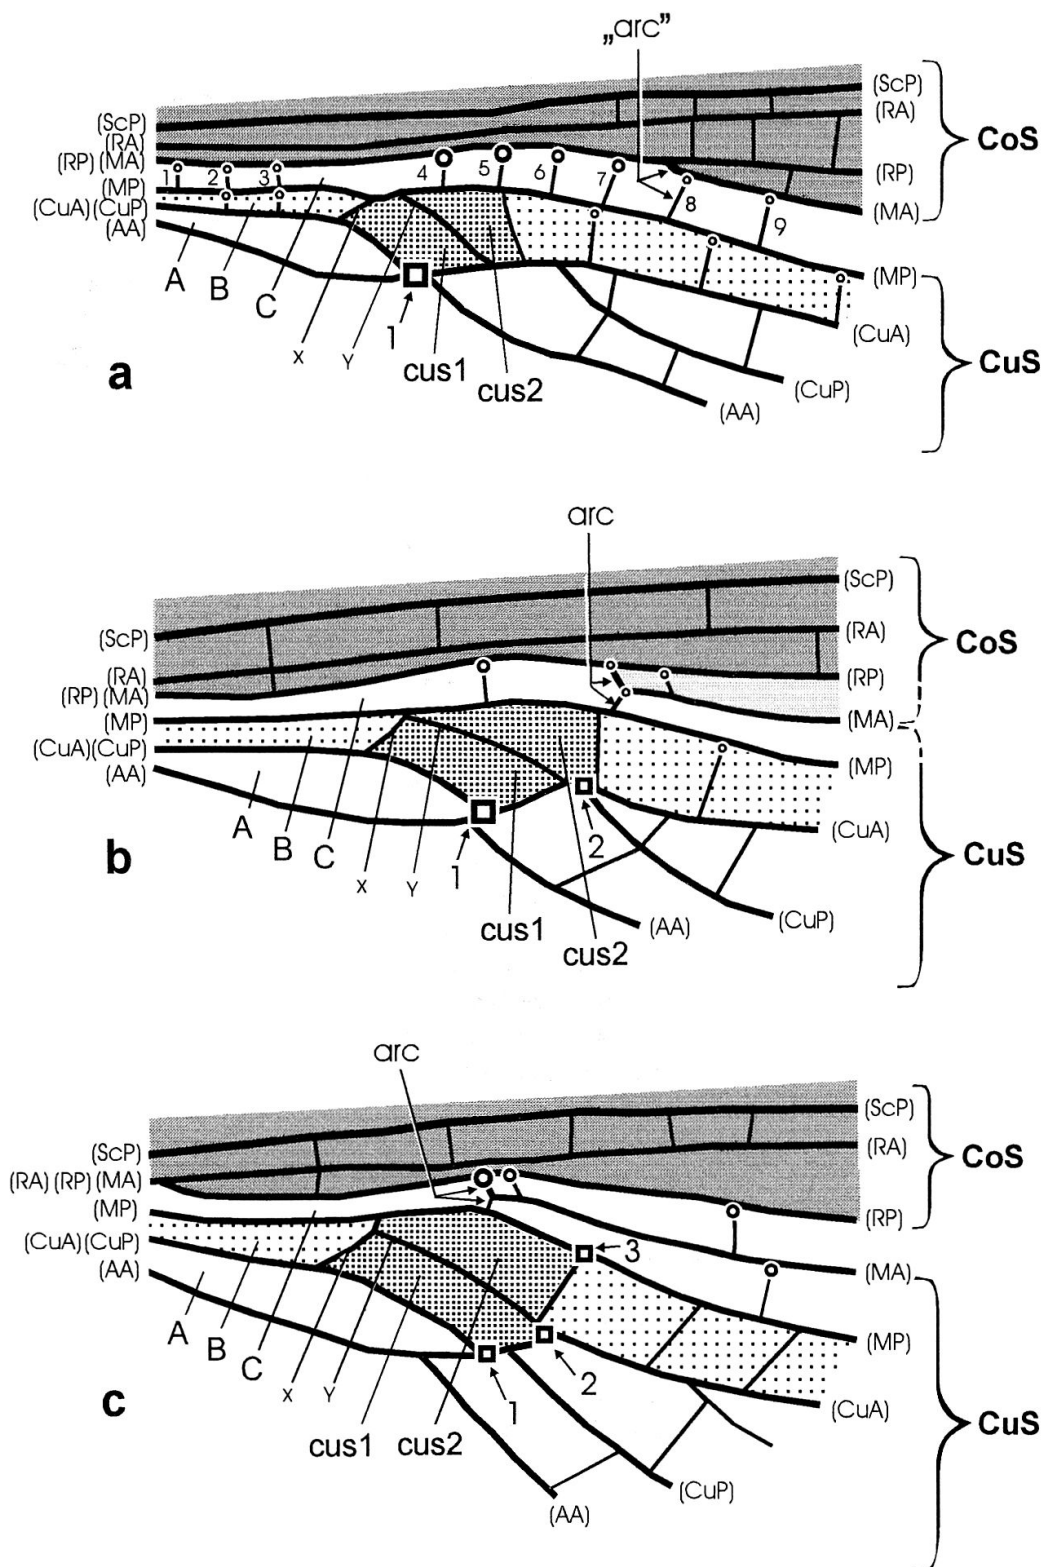 „arc”
(ScP)
(RA)
CoS
(ScP)
(RA)
(RP) (MA)
1 2 3
4 5 6 7 8 9
(RP)
(MP)
(CuA)(CuP)
(AA)
(MA)
A B C
X Y
1
cus1
cus2
(MP)
(CuA)
CuS
a
(CuP)
(AA)
arc
(ScP)
(RA)
CoS
(ScP)
(RA)
(RP) (MA)
(RP)
(MP)
(MA)
(CuA)(CuP)
(AA)
(MP)
(CuA)
A B C
X Y
1
2
CuS
b
cus1
cus2
(AA)
(CuP)
arc
(ScP)
(RA)
CoS
(ScP)
(RA) (RP) (MA)
(MP)
(RP)
(CuA)(CuP)
(AA)
3
(MA)
A B C
X Y
(MP)
2
1
c
cus1 cus2
(CuA)
CuS
(CuP)
(AA)